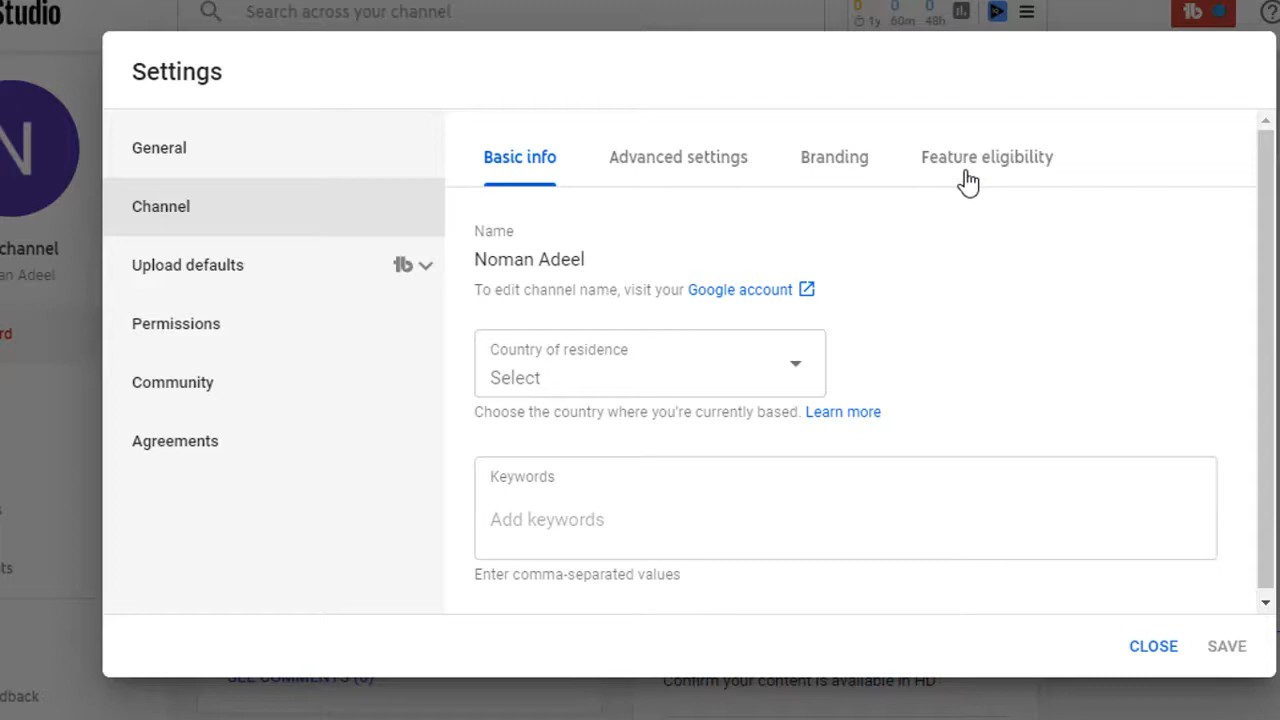 Studio
Search across your channel
0 0 0
1y 60m 48h
Settings
N
channel
an Adeel
rd
ts
dback
General
Channel
Upload defaults
Permissions
Community
Agreements
Basic info Advanced settings Branding Feature eligibility
Name
Noman Adeel
To edit channel name, visit your Google account
Country of residence
Select
Choose the country where you're currently based. Learn more
Keywords
Add keywords
Enter comma-separated values
CLOSE SAVE
SEE COMMENTS (0)
Confirm your content is available in HD